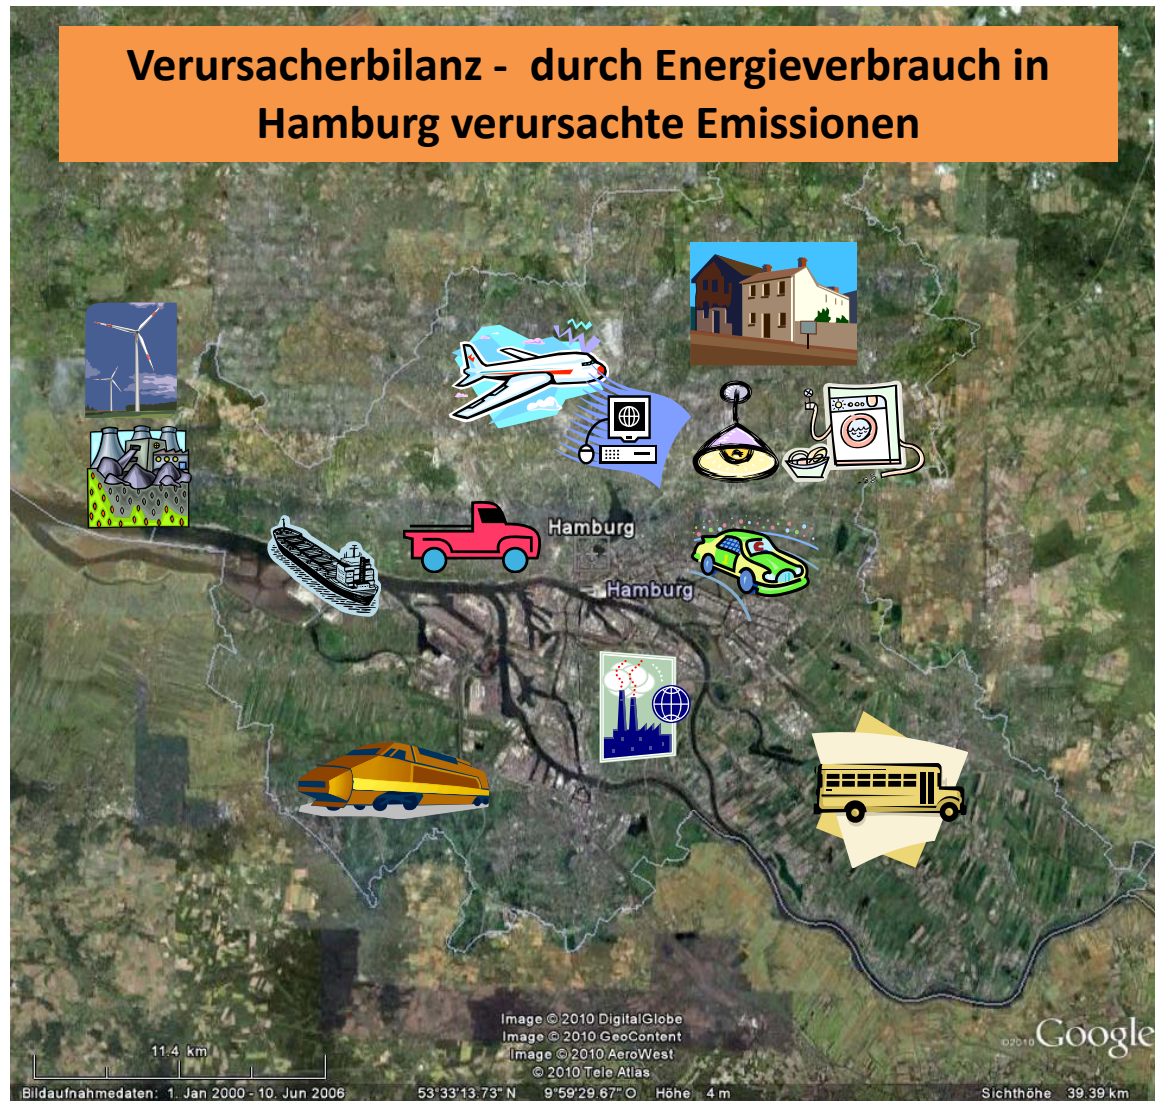 Verursacherbilanz -  durch Energieverbrauch in
Hamburg verursachte Emissionen
Hamburg
Hamburg
Image © 2010 DigitalGlobe
Image © 2010 GeoContent
Image © 2010 AeroWest
© 2010 Tele Atlas
©2010 Google
11.4 km
Bildaufnahmedaten: 1. Jan 2000 - 10. Jun 2006 53°33'13.73" N 9°59'29.67" O Höhe 4 m Sichthöhe 39.39 km